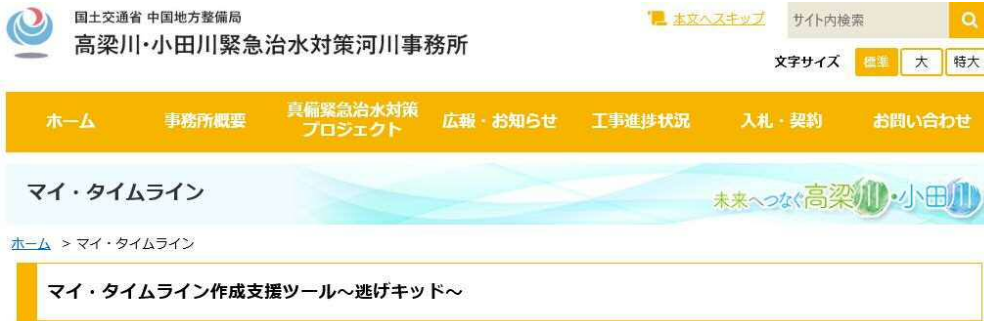 国土交通省 中国地方整備局
高梁川・小田川緊急治水対策河川事務所
本文へスキップ
サイト内検索
文字サイズ 標準 大 特大
ホーム
事務所概要
真備緊急治水対策
プロジェクト
広報・お知らせ
工事進捗状況
入札・契約
お問い合わせ
マイ・タイムライン
未来へつなぐ高梁川・小田川
ホーム > マイ・タイムライン
マイ・タイムライン作成支援ツール～逃げキッド～